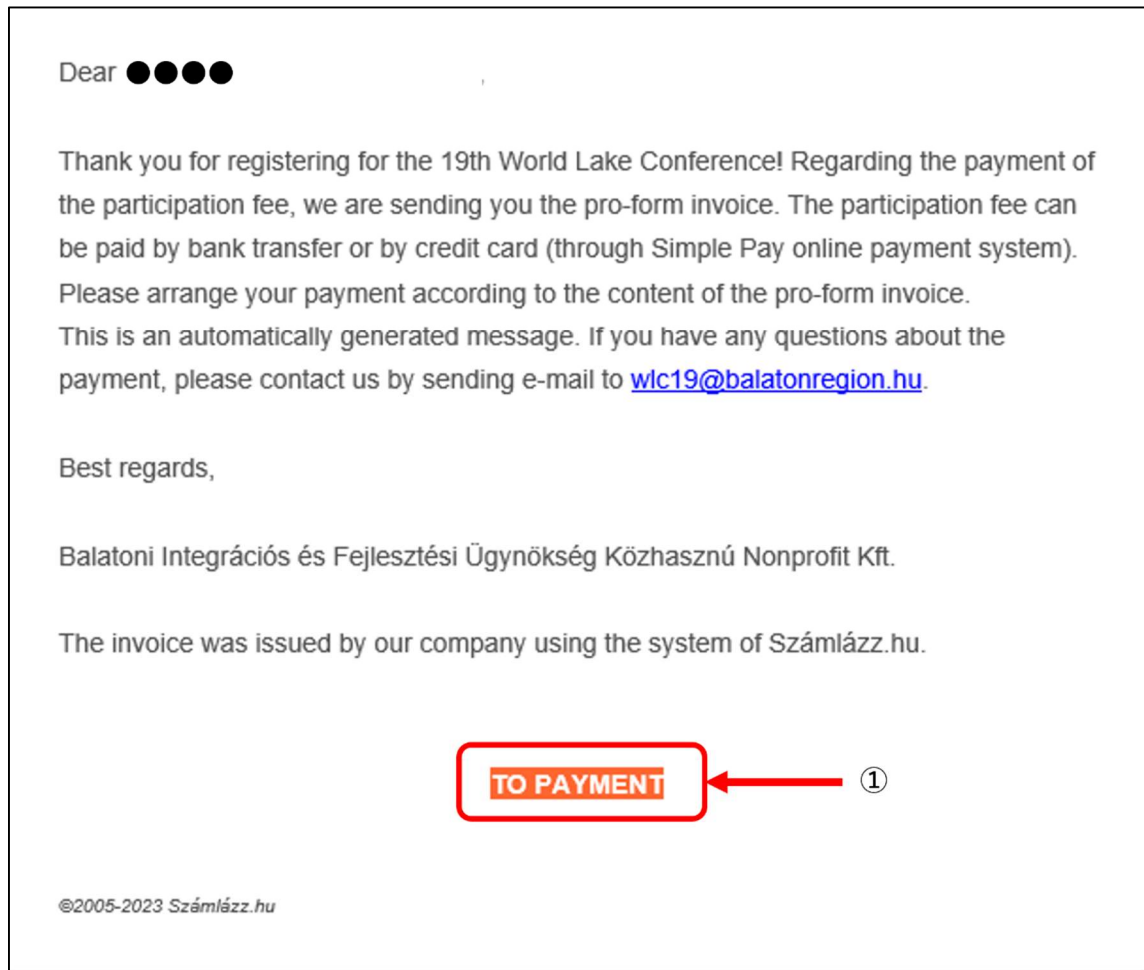 Dear ●●●●
Thank you for registering for the 19th World Lake Conference! Regarding the payment of
the participation fee, we are sending you the pro-form invoice. The participation fee can
be paid by bank transfer or by credit card (through Simple Pay online payment system).
Please arrange your payment according to the content of the pro-form invoice.
This is an automatically generated message. If you have any questions about the
payment, please contact us by sending e-mail to wlc19@balatonregion.hu.
Best regards,
Balatoni Integrációs és Fejlesztési Ügynökség Közhasznú Nonprofit Kft.
The invoice was issued by our company using the system of Számlázz.hu.
TO PAYMENT ①
©2005-2023 Számlázz.hu